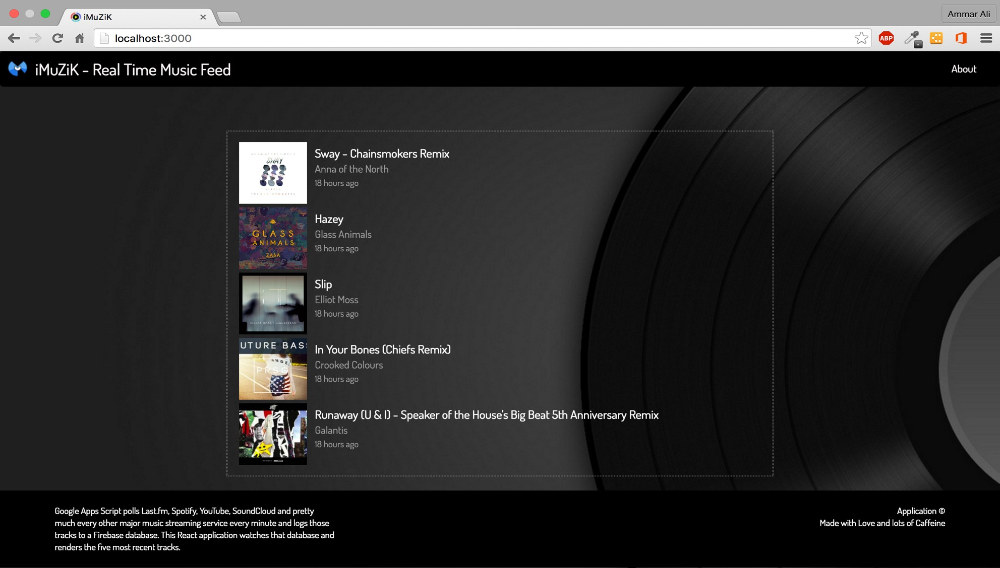 iMuZiK
Ammar Ali
localhost:3000
ABP
iMuZiK - Real Time Music Feed
About
SWAY
Sway - Chainsmokers Remix
Anna of the North
18 hours ago
GLASS
ANIMALS
ZABA
Hazey
Glass Animals
18 hours ago
ELLIOT MOSS / HIGHSPEEDS
Slip
Elliot Moss
18 hours ago
UTURE BAS
PRSG
In Your Bones (Chiefs Remix)
Crooked Colours
18 hours ago
Runaway (U & I) - Speaker of the House's Big Beat 5th Anniversary Remix
Galantis
18 hours ago
Google Apps Script polls Last.fm, Spotify, YouTube, SoundCloud and pretty
much every other major music streaming service every minute and logs those
tracks to a Firebase database. This React application watches that database and
renders the five most recent tracks.
Application ©
Made with Love and lots of Caffeine